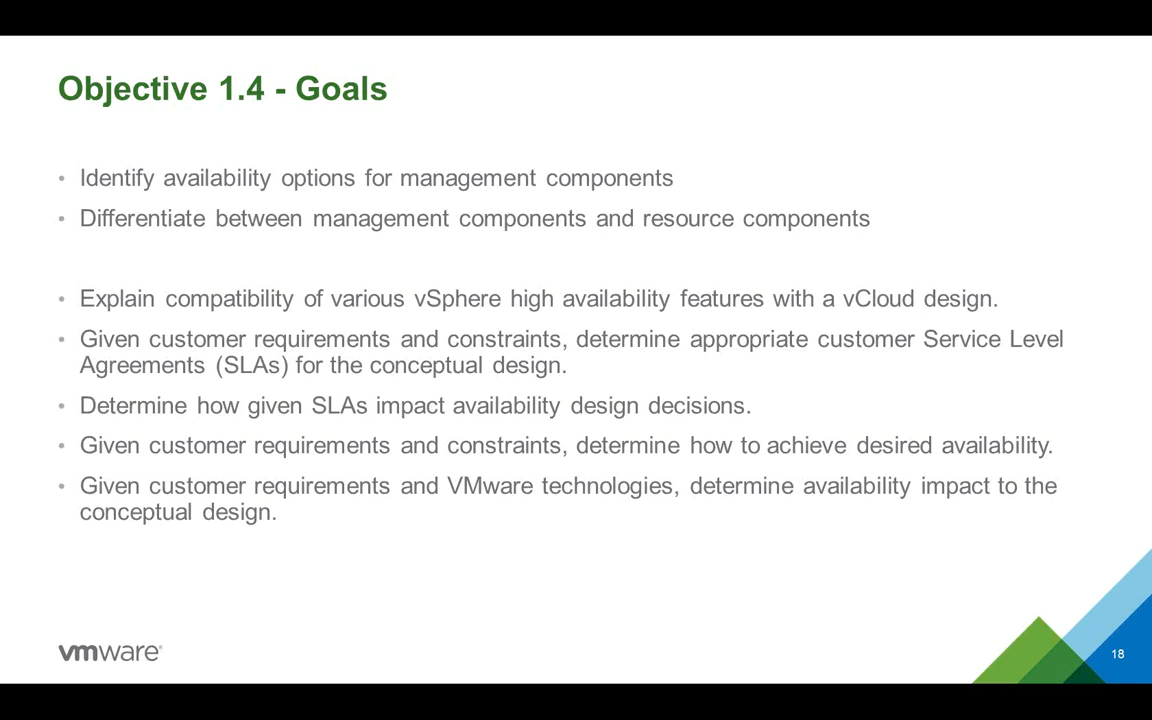 Objective 1.4 - Goals
• Identify availability options for management components
• Differentiate between management components and resource components
• Explain compatibility of various vSphere high availability features with a vCloud design.
• Given customer requirements and constraints, determine appropriate customer Service Level
Agreements (SLAs) for the conceptual design.
• Determine how given SLAs impact availability design decisions.
• Given customer requirements and constraints, determine how to achieve desired availability.
• Given customer requirements and VMware technologies, determine availability impact to the
conceptual design.
vmware®
18